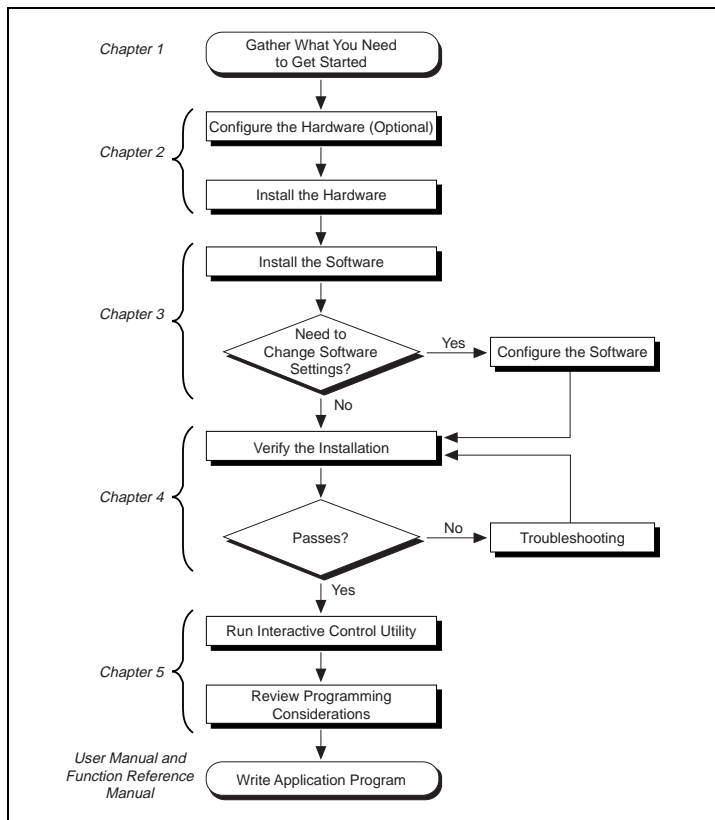 Chapter 1
Gather What You Need
to Get Started
Chapter 2
Configure the Hardware (Optional)
Install the Hardware
Chapter 3
Install the Software
Need to
Change Software
Settings?
Yes
Configure the Software
No
Chapter 4
Verify the Installation
Passes?
No
Troubleshooting
Yes
Chapter 5
Run Interactive Control Utility
Review Programming
Considerations
User Manual and
Function Reference
Manual
Write Application Program